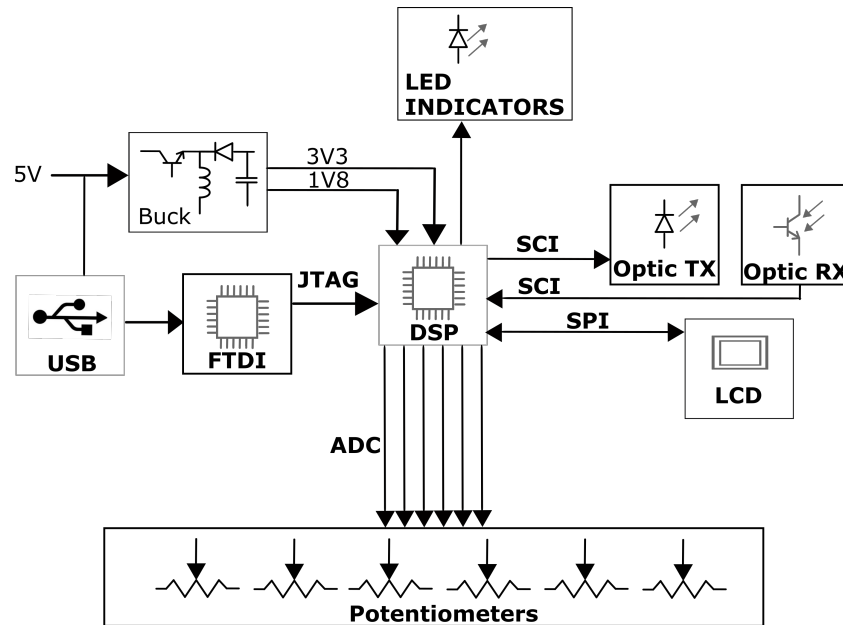 LED
INDICATORS
5V
3V3
1V8
Buck
SCI
Optic TX
Optic RX
JTAG
SCI
DSP
SPI
USB
FTDI
LCD
ADC
Potentiometers